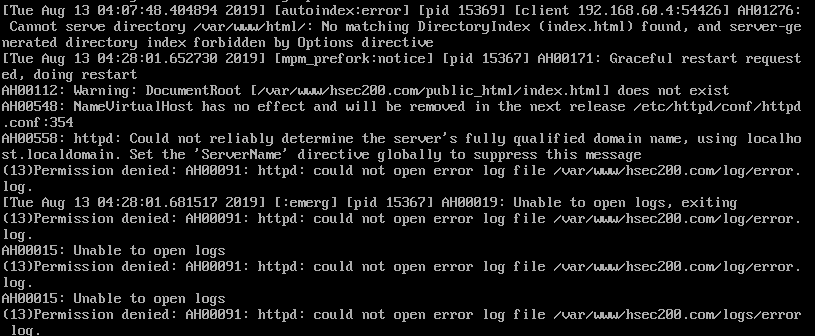 [Tue Aug 13 04:07:48.404894 2019] [autoindex:error] [pid 15369] [client 192.168.60.4:54426] AH01276:
 Cannot serve directory /var/www/html/: No matching DirectoryIndex (index.html) found, and server-ge
nerated directory index forbidden by Options directive
[Tue Aug 13 04:28:01.652730 2019] [mpm_prefork:notice] [pid 15367] AH00171: Graceful restart request
ed, doing restart
AH00112: Warning: DocumentRoot [/var/www/hsec200.com/public_html/index.html] does not exist
AH00548: NameVirtualHost has no effect and will be removed in the next release /etc/httpd/conf/httpd
.conf:354
AH00558: httpd: Could not reliably determine the server's fully qualified domain name, using localho
st.localdomain. Set the 'ServerName' directive globally to suppress this message
(13)Permission denied: AH00091: httpd: could not open error log file /var/www/hsec200.com/log/error.
log.
[Tue Aug 13 04:28:01.681517 2019] [:emerg] [pid 15367] AH00019: Unable to open logs, exiting
(13)Permission denied: AH00091: httpd: could not open error log file /var/www/hsec200.com/log/error.
log.
AH00015: Unable to open logs
(13)Permission denied: AH00091: httpd: could not open error log file /var/www/hsec200.com/log/error.
log.
AH00015: Unable to open logs
(13)Permission denied: AH00091: httpd: could not open error log file /var/www/hsec200.com/logs/error
.log.